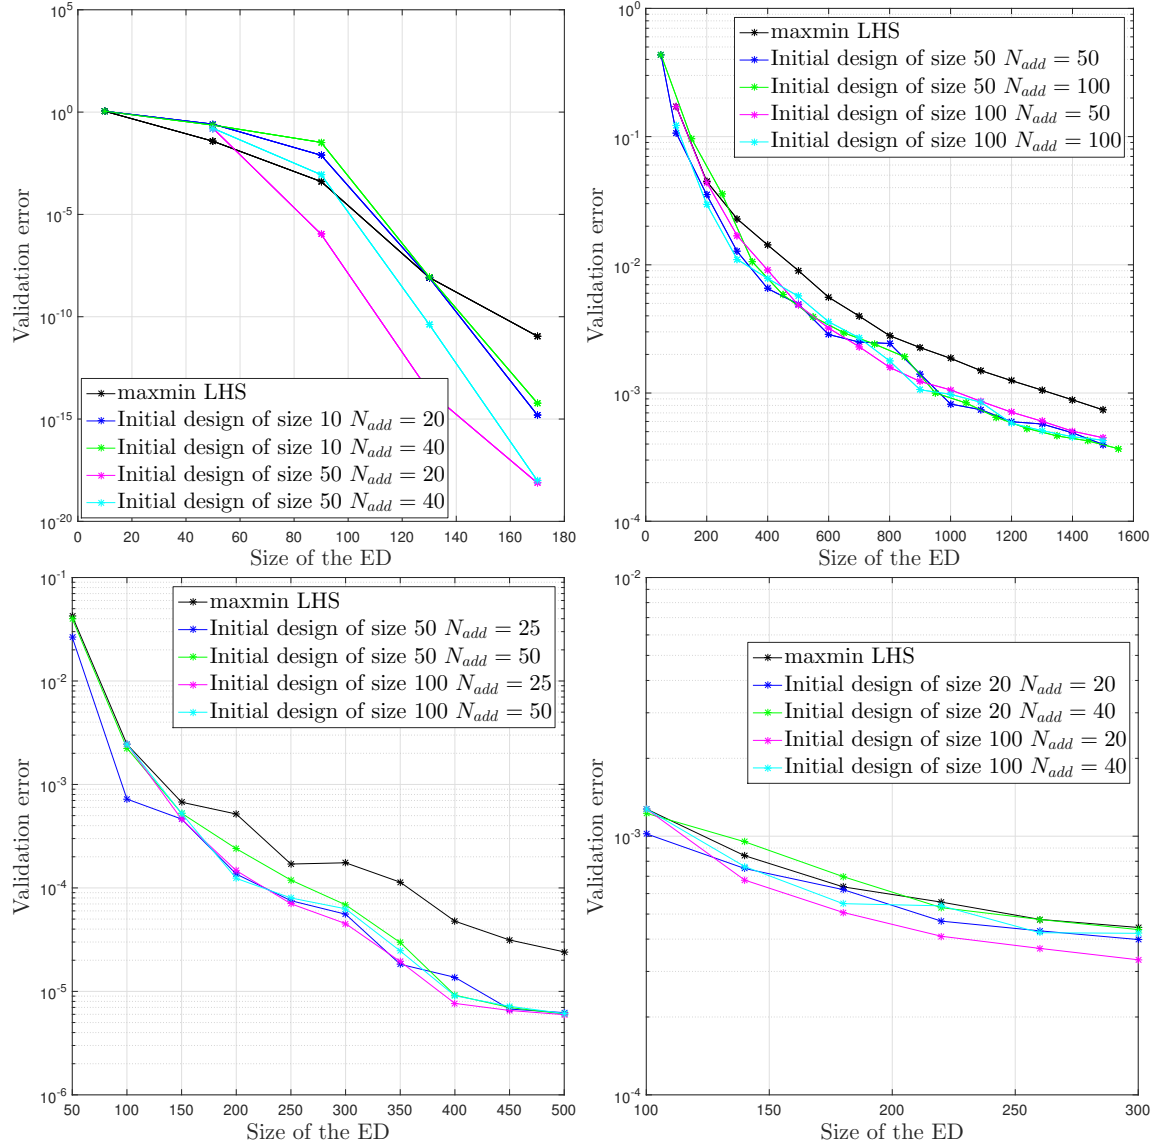 10^5
10^0
10^-5
10^-10
10^-15
10^-20
Validation error
maxmin LHS
Initial design of size 10 N_add = 20
Initial design of size 10 N_add = 40
Initial design of size 50 N_add = 20
Initial design of size 50 N_add = 40
0 20 40 60 80 100 120 140 160 180
Size of the ED
10^0
10^-1
10^-2
10^-3
10^-4
Validation error
maxmin LHS
Initial design of size 50 N_add = 50
Initial design of size 50 N_add = 100
Initial design of size 100 N_add = 50
Initial design of size 100 N_add = 100
0 200 400 600 800 1000 1200 1400 1600
Size of the ED
10^-1
10^-2
10^-3
10^-4
10^-5
10^-6
Validation error
maxmin LHS
Initial design of size 50 N_add = 25
Initial design of size 50 N_add = 50
Initial design of size 100 N_add = 25
Initial design of size 100 N_add = 50
50 100 150 200 250 300 350 400 450 500
Size of the ED
10^-2
10^-3
10^-4
Validation error
maxmin LHS
Initial design of size 20 N_add = 20
Initial design of size 20 N_add = 40
Initial design of size 100 N_add = 20
Initial design of size 100 N_add = 40
100 150 200 250 300
Size of the ED